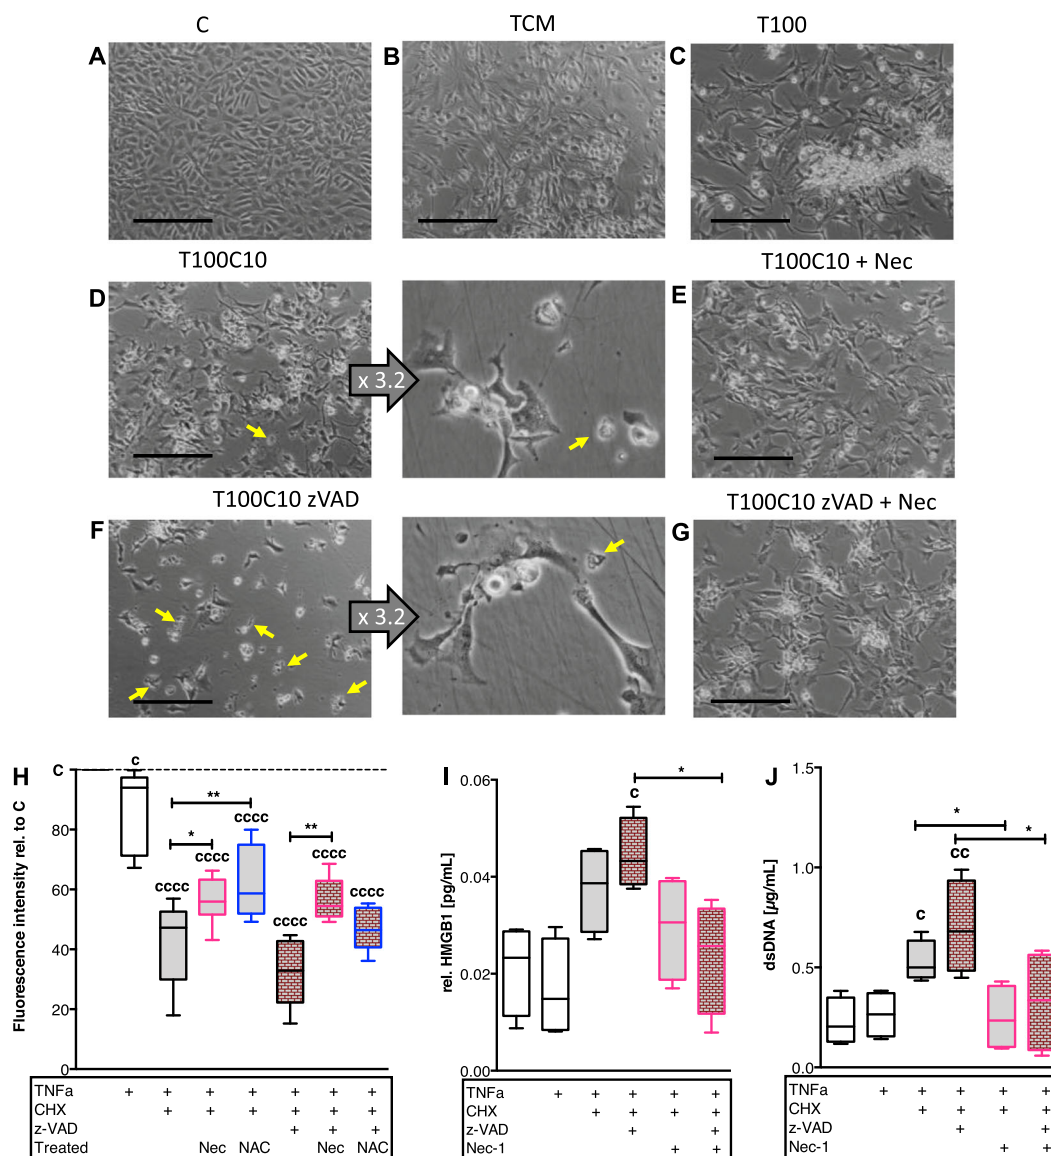 C
TCM
T100
A
B
C
T100C10
T100C10 + Nec
D
x 3.2
E
T100C10 zVAD
T100C10 zVAD + Nec
F
x 3.2
G
H
Fluorescence intensity rel. to C
C
80
60
40
20
0
c
cccc
cccc
cccc
cccc
cccc
cccc
*
**
**
TNFa + + + + + + +
CHX + + + + + +
z-VAD + + +
Treated Nec NAC Nec NAC
I
rel. HMGB1 [pg/mL]
0.06
0.04
0.02
0.00
c
*
TNFa + + + + +
CHX + + + +
z-VAD + +
Nec-1 + +
J
dsDNA [µg/mL]
1.5
1.0
0.5
0.0
c
cc
*
*
TNFa + + + + +
CHX + + + +
z-VAD + +
Nec-1 + +